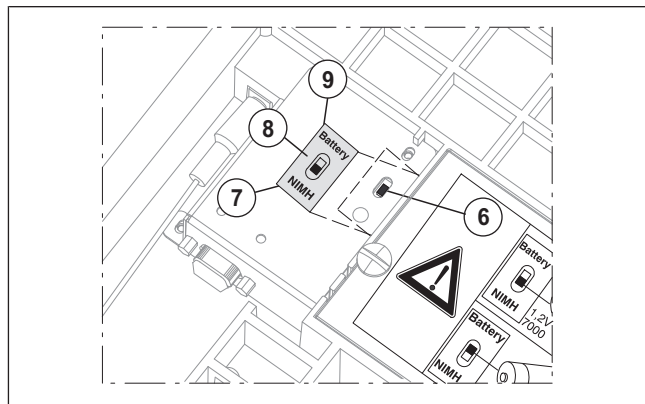 9
8
Battery
NIMH
7
6
Battery
NIMH
1,2V
7000
Battery
NIMH